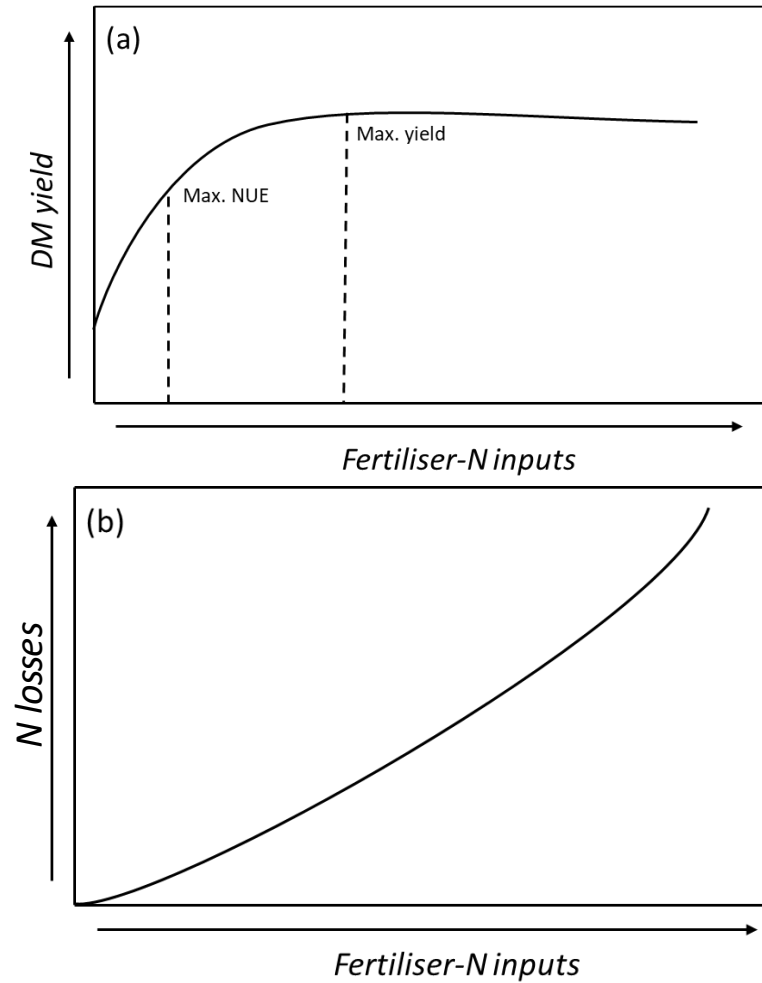 (a)
Max. yield
Max. NUE
DM yield
Fertiliser-N inputs
(b)
N losses
Fertiliser-N inputs